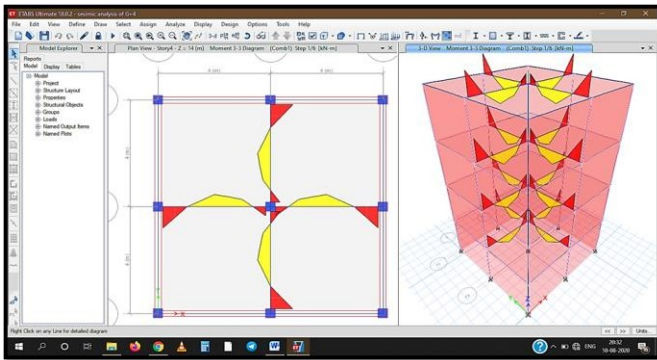 ETABS Ultimate 18.0.2 - seismic analysis of G+4
File Edit View Define Draw Select Assign Analyze Display Design Options Tools Help
Model Explorer
Plan View - Story4 - Z = 14 (m) Moment 3-3 Diagram (Comb1) Step 1/6 [kN-m]
3-D View Moment 3-3 Diagram (Comb1) Step 1/6 [kN-m]
Reports
Model Display Tables
Model
Project
Structure Layout
Properties
Structural Objects
Groups
Loads
Named Output Items
Named Plots
X
Z
Y
X
Right Click on any Line for detailed diagram
<< >> Units...
ENG
20:32
18-08-2020